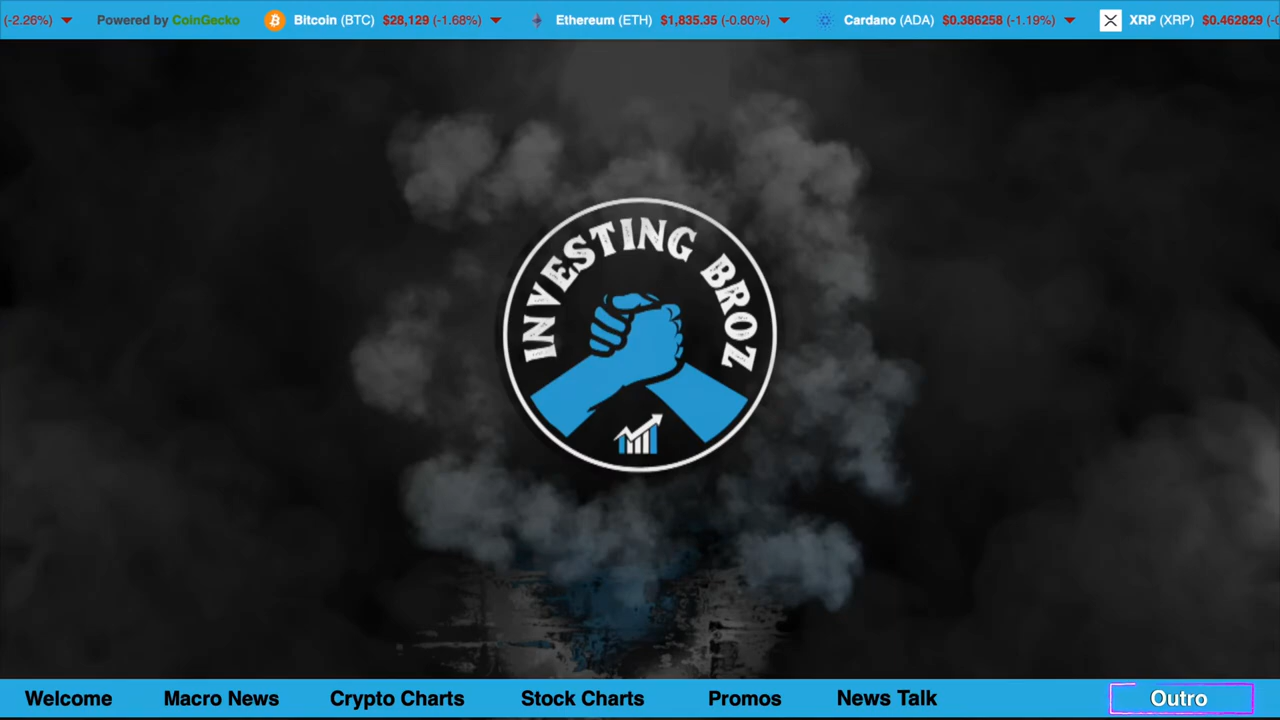 (-2.26%) Powered by CoinGecko Bitcoin (BTC) $28,129 (-1.68%) Ethereum (ETH) $1,835.35 (-0.80%) Cardano (ADA) $0.386258 (-1.19%) XRP (XRP) $0.462829
INVESTING BROZ
Welcome Macro News Crypto Charts Stock Charts Promos News Talk Outro